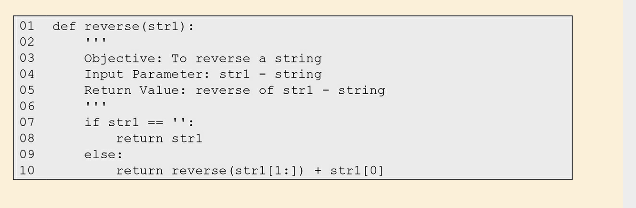 01 def reverse(str1):
02     '''
03     Objective: To reverse a string
04     Input Parameter: str1 - string
05     Return Value: reverse of str1 - string
06     '''
07     if str1 == '':
08         return str1
09     else:
10         return reverse(str1[1:]) + str1[0]